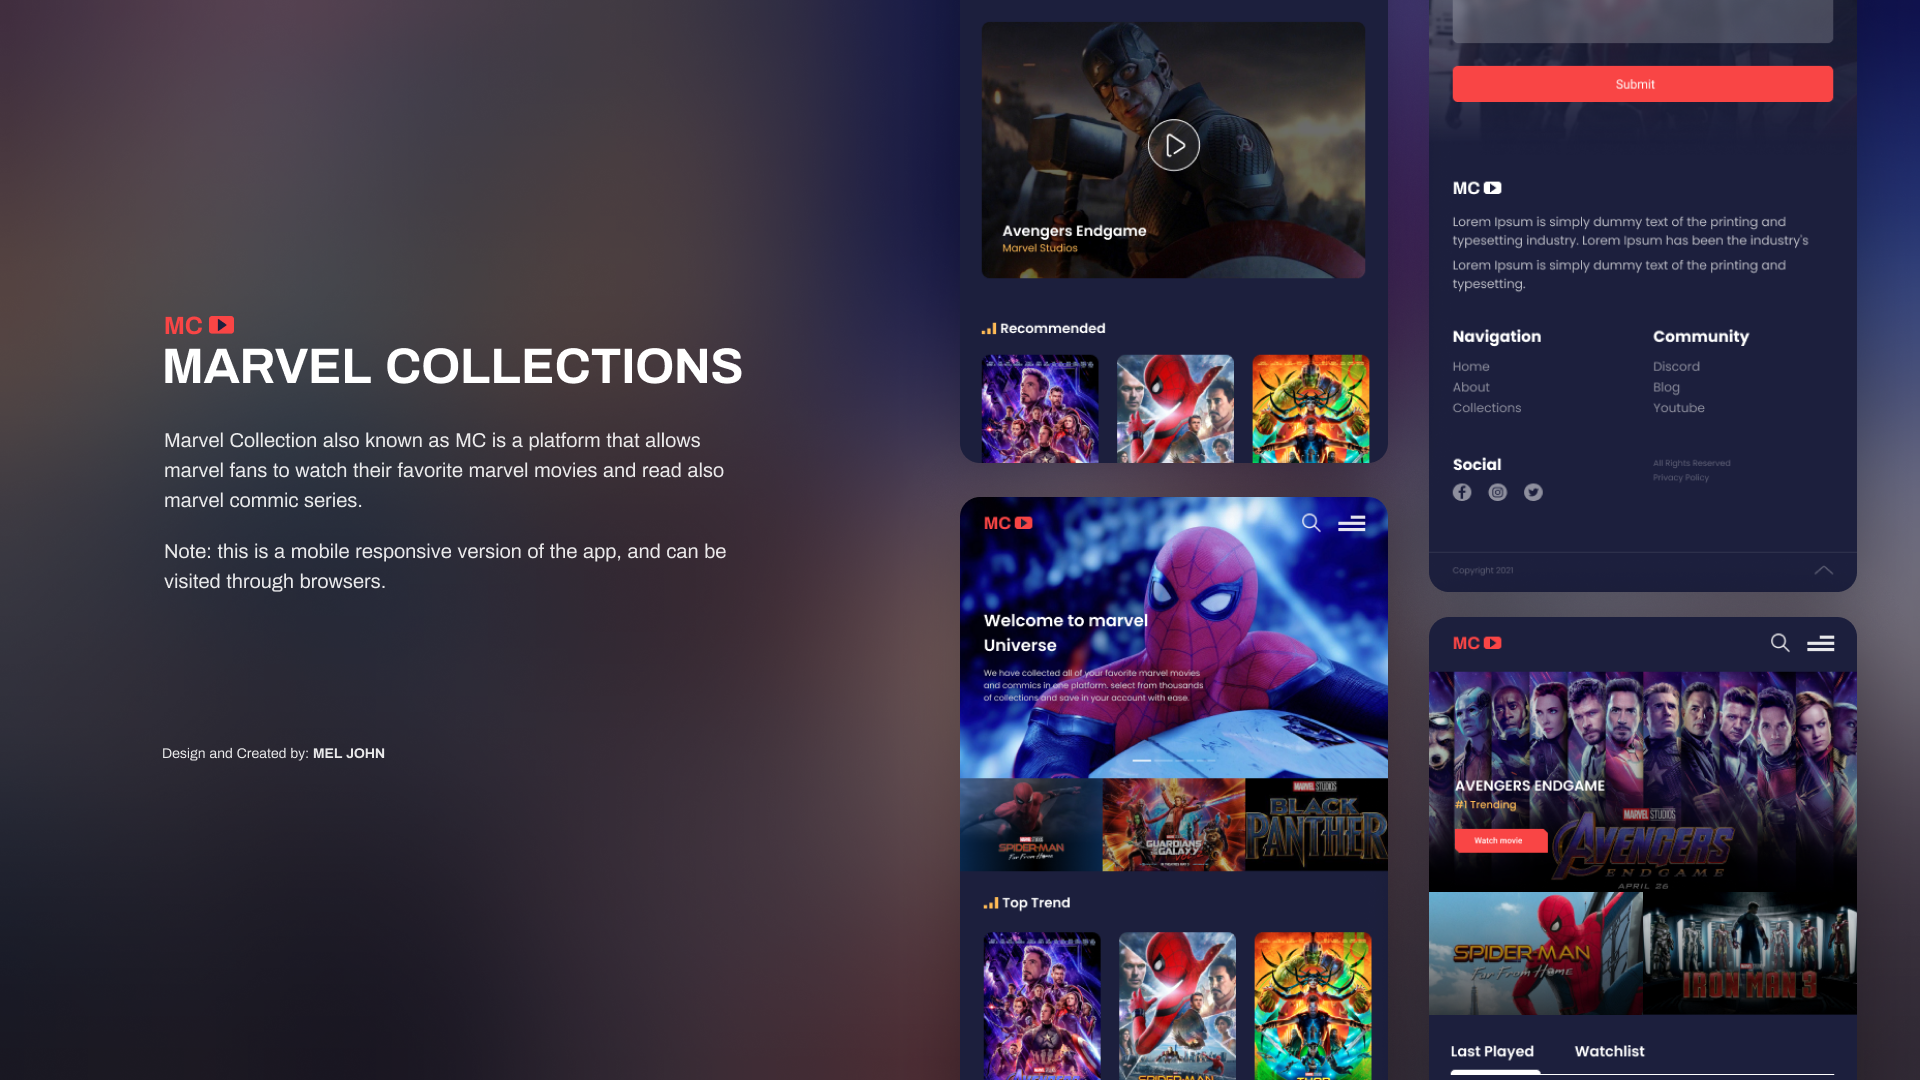 MC
MARVEL COLLECTIONS
Marvel Collection also known as MC is a platform that allows
marvel fans to watch their favorite marvel movies and read also
marvel commic series.
Note: this is a mobile responsive version of the app, and can be
visited through browsers.
Design and Created by: MEL JOHN
Avengers Endgame
Marvel Studios
Recommended
MC
Welcome to marvel
Universe
We have collected all of your favorite marvel movies
and commics in one platform. select from thousands
of collections and save in your account with ease.
SPIDER-MAN
Far From Home
GUARDIANS
OF THE
GALAXY
MARVEL STUDIOS
BLACK
PANTHER
Top Trend
SPIDER-MAN
THOR
Submit
MC
Lorem Ipsum is simply dummy text of the printing and
typesetting industry. Lorem Ipsum has been the industry's
Lorem Ipsum is simply dummy text of the printing and
typesetting.
Navigation
Community
Home
Discord
About
Blog
Collections
Youtube
Social
All Rights Reserved
Privacy Policy
Copyright 2021
MC
AVENGERS ENDGAME
#1 Trending
Watch movie
MARVEL STUDIOS
AVENGERS
ENDGAME
APRIL 26
SPIDER-MAN
Far From Home
IRON MAN 3
Last Played
Watchlist